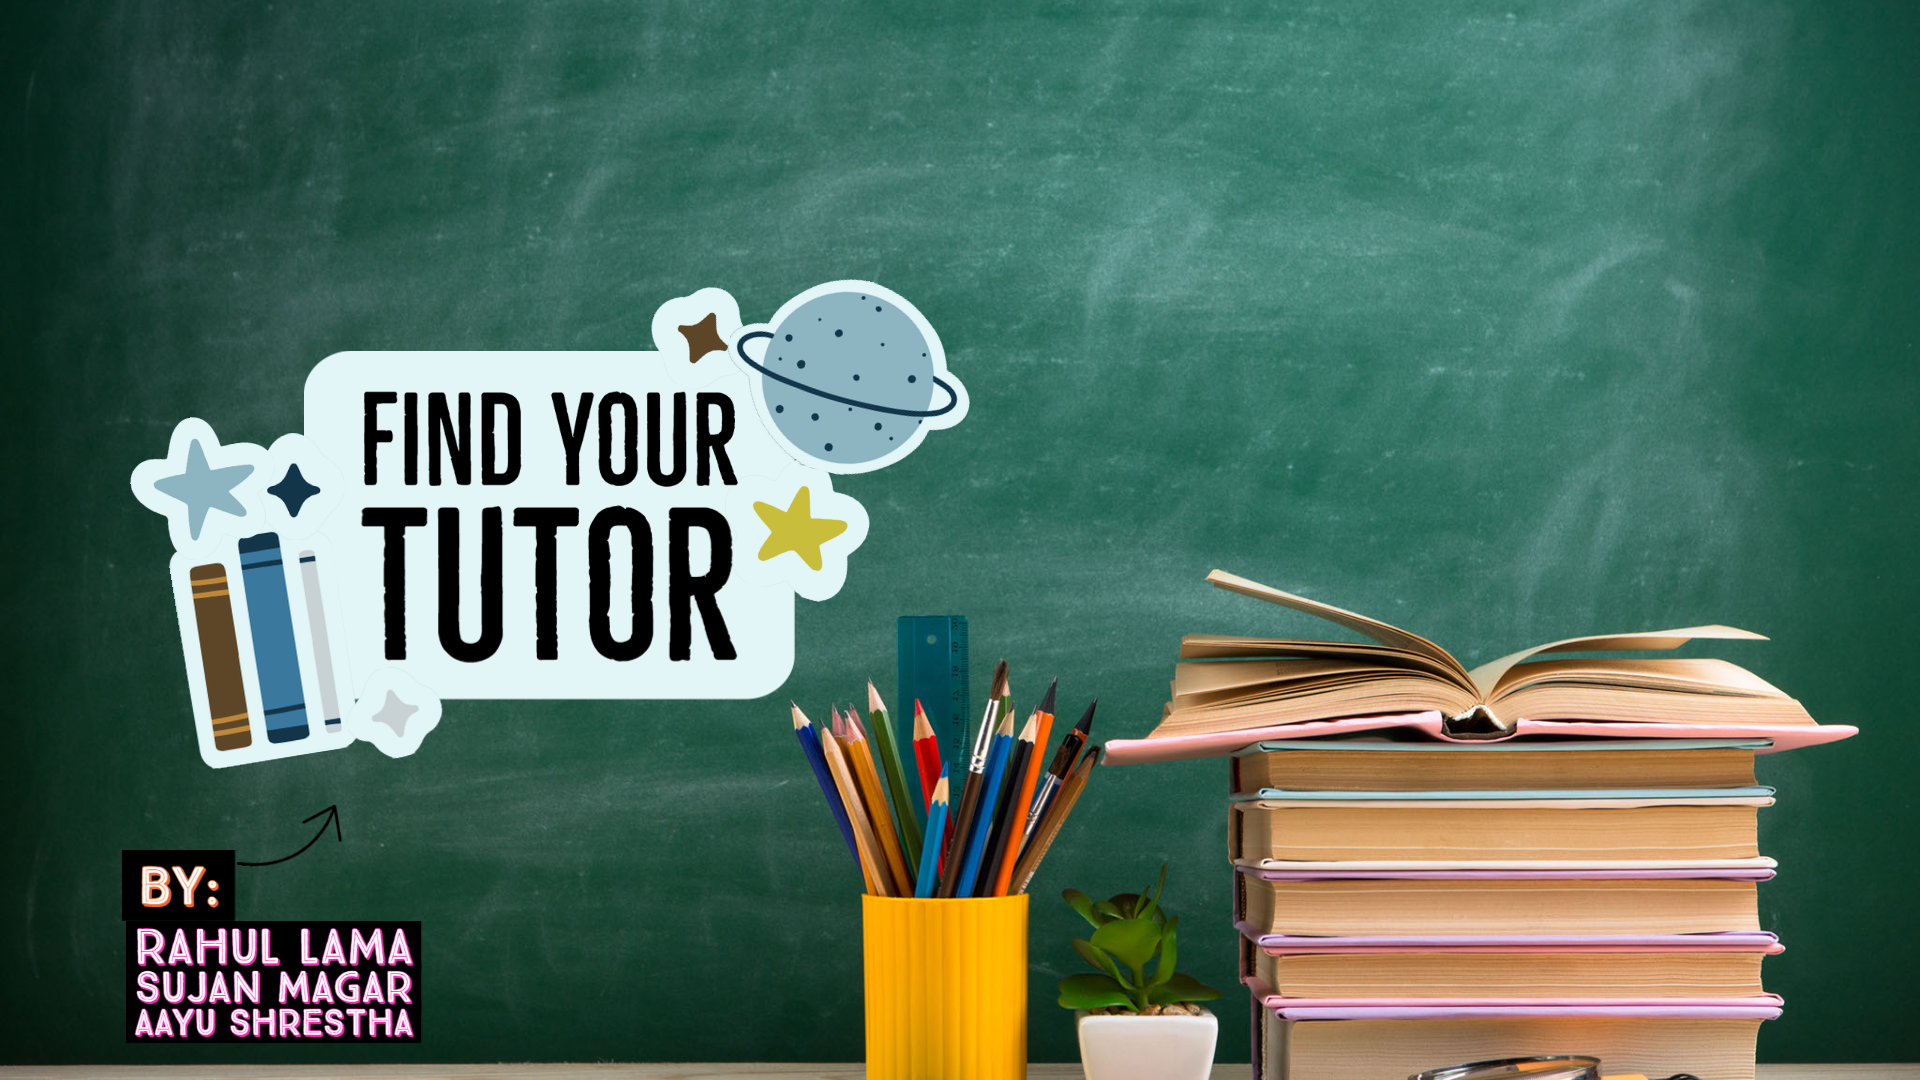 FIND YOUR
TUTOR
BY:
RAHUL LAMA
SUJAN MAGAR
AAYU SHRESTHA